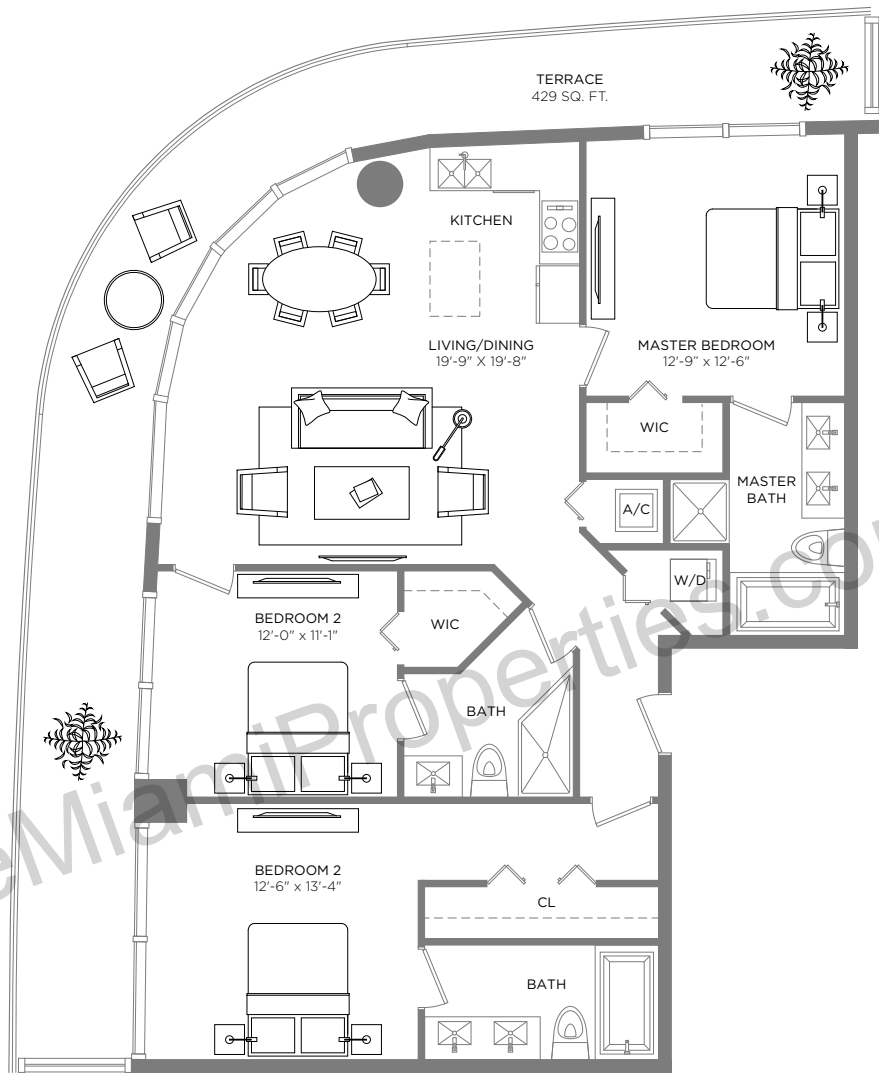 TERRACE
429 SQ. FT.
KITCHEN
LIVING/DINING
19'-9" X 19'-8"
MASTER BEDROOM
12'-9" x 12'-6"
WIC
MASTER
BATH
A/C
W/D
BEDROOM 2
12'-0" x 11'-1"
WIC
BATH
BEDROOM 2
12'-6" x 13'-4"
CL
BATH
eMiamiProperties.com